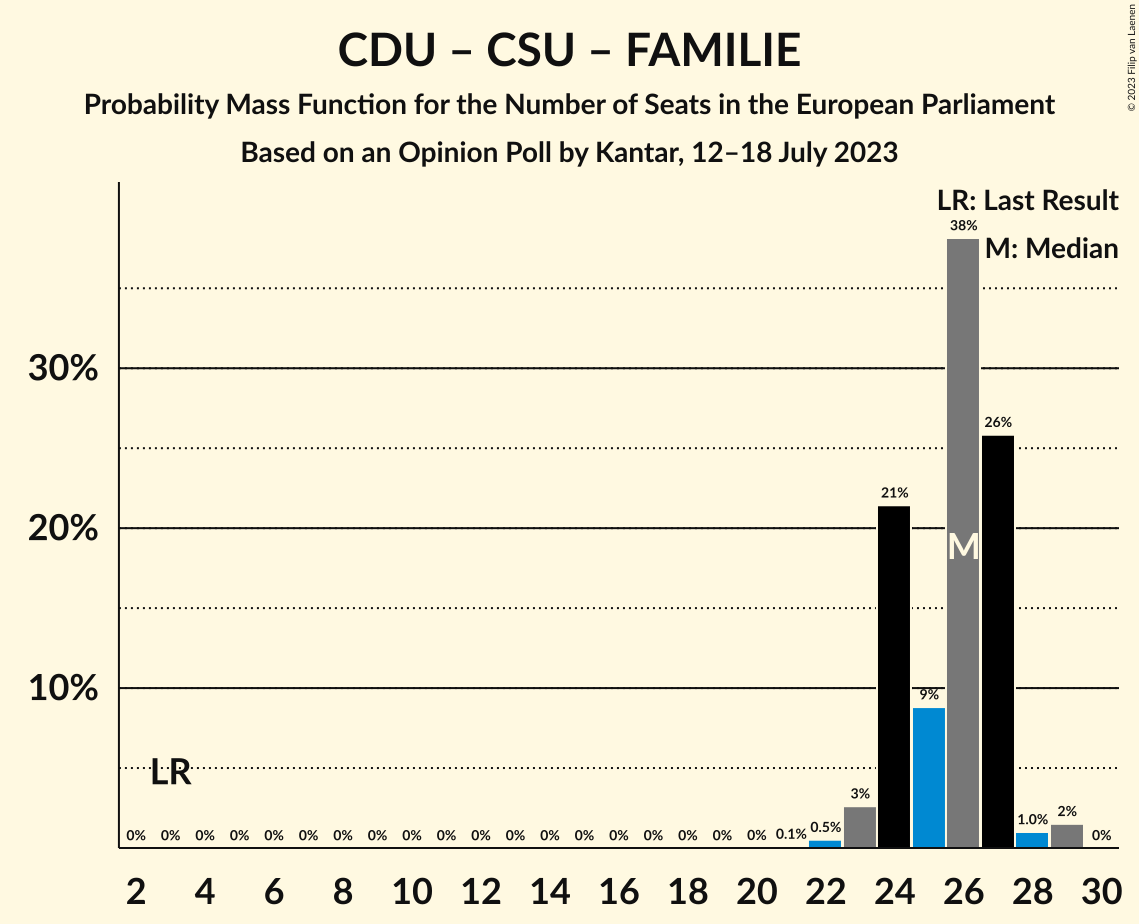 CDU – CSU – FAMILIE
Probability Mass Function for the Number of Seats in the European Parliament
Based on an Opinion Poll by Kantar, 12–18 July 2023
© 2023 Filip van Laenen
LR: Last Result
M: Median
38%
30%
26%
21%
20%
M
10%
9%
LR
0% 0% 0% 0% 0% 0% 0% 0% 0% 0% 0% 0% 0% 0% 0% 0% 0% 0% 0% 0.1% 0.5% 3% 1.0% 2% 0%
2 4 6 8 10 12 14 16 18 20 22 24 26 28 30